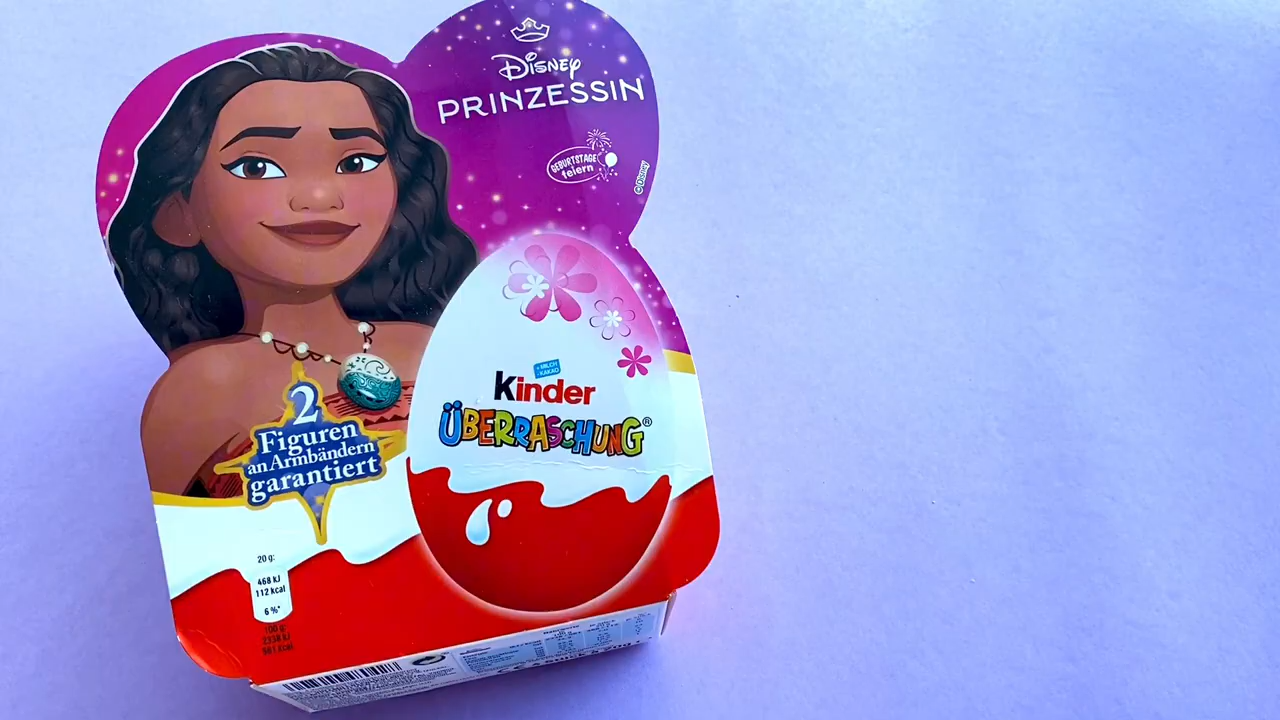 Disney
PRINZESSIN
GEBURTSTAGE
feiern
© Disney
+MILCH
-KAKAO
Kinder
ÜBERRASCHUNG®
2
Figuren
an Armbändern
garantiert
20 g:
468 kJ
112 kcal
6 %*
100 g:
2338 kJ
561 kcal